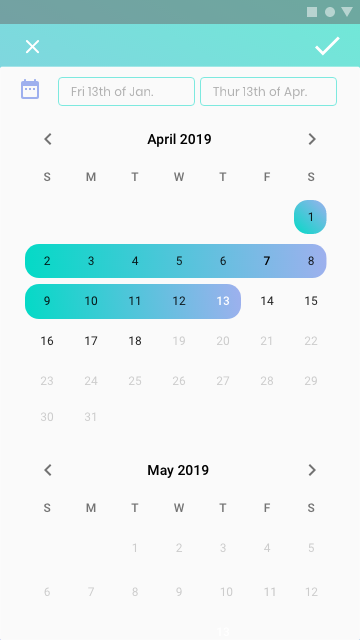 Fri 13th of Jan. Thur 13th of Apr.
April 2019
S M T W T F S
1
2 3 4 5 6 7 8
9 10 11 12 13 14 15
16 17 18 19 20 21 22
23 24 25 26 27 28 29
30 31
May 2019
S M T W T F S
1 2 3 4 5
6 7 8 9 10 11 12